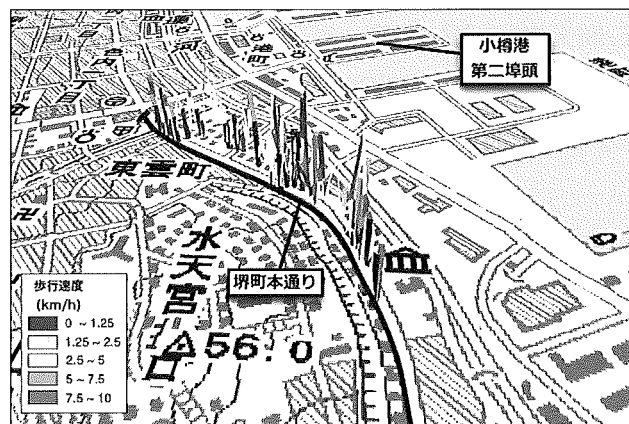 小樽港
第二埠頭
港町
東雲町
水天宮
堺町本通り
56.0
歩行速度
(km/h)
0 ~ 1.25
1.25 ~ 2.5
2.5 ~ 5
5 ~ 7.5
7.5 ~ 10